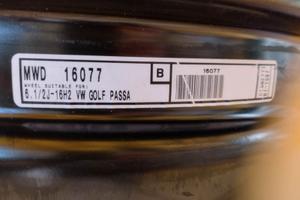 MWD 16077
B
16077
WHEEL SUITABLE FOR:
6.1/2J-16H2 VW GOLF PASSA